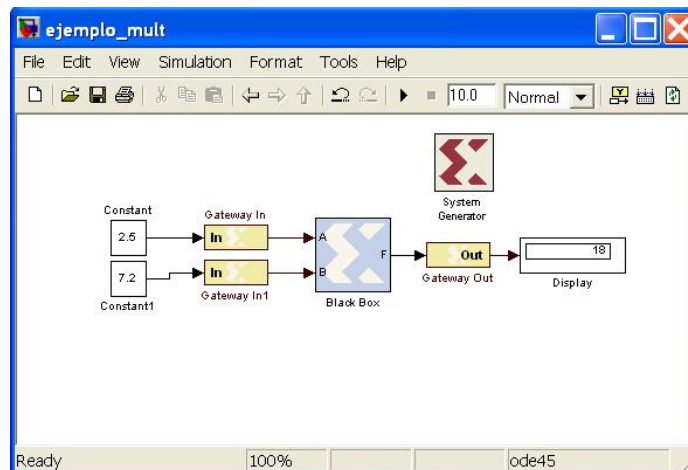 ejemplo_mult
File Edit View Simulation Format Tools Help
10.0 Normal
System
Generator
Constant
2.5
Gateway In
In
A
B
F
Black Box
Out
Gateway Out
18
Display
7.2
Constant1
In
Gateway In1
Ready 100% ode45